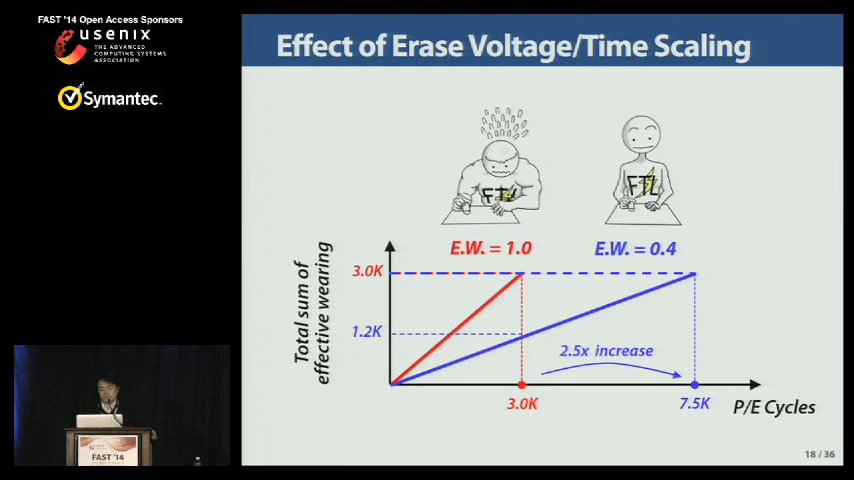 FAST '14 Open Access Sponsors
usenix
THE ADVANCED
COMPUTING SYSTEMS
ASSOCIATION
Symantec.
Effect of Erase Voltage/Time Scaling
FTL
FTL
E.W. = 1.0
E.W. = 0.4
Total sum of
effective wearing
3.0K
1.2K
2.5x increase
3.0K
7.5K
P/E Cycles
FAST '14
18 / 36